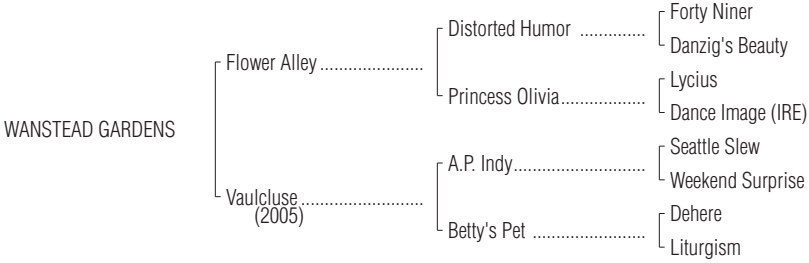 Forty Niner
Distorted Humor ..............
Danzig's Beauty
Flower Alley ......................
Lycius
Princess Olivia..................
Dance Image (IRE)
WANSTEAD GARDENS
Seattle Slew
A.P. Indy............................
Weekend Surprise
Vaulcluse ..........................
(2005)
Dehere
Betty's Pet ........................
Liturgism